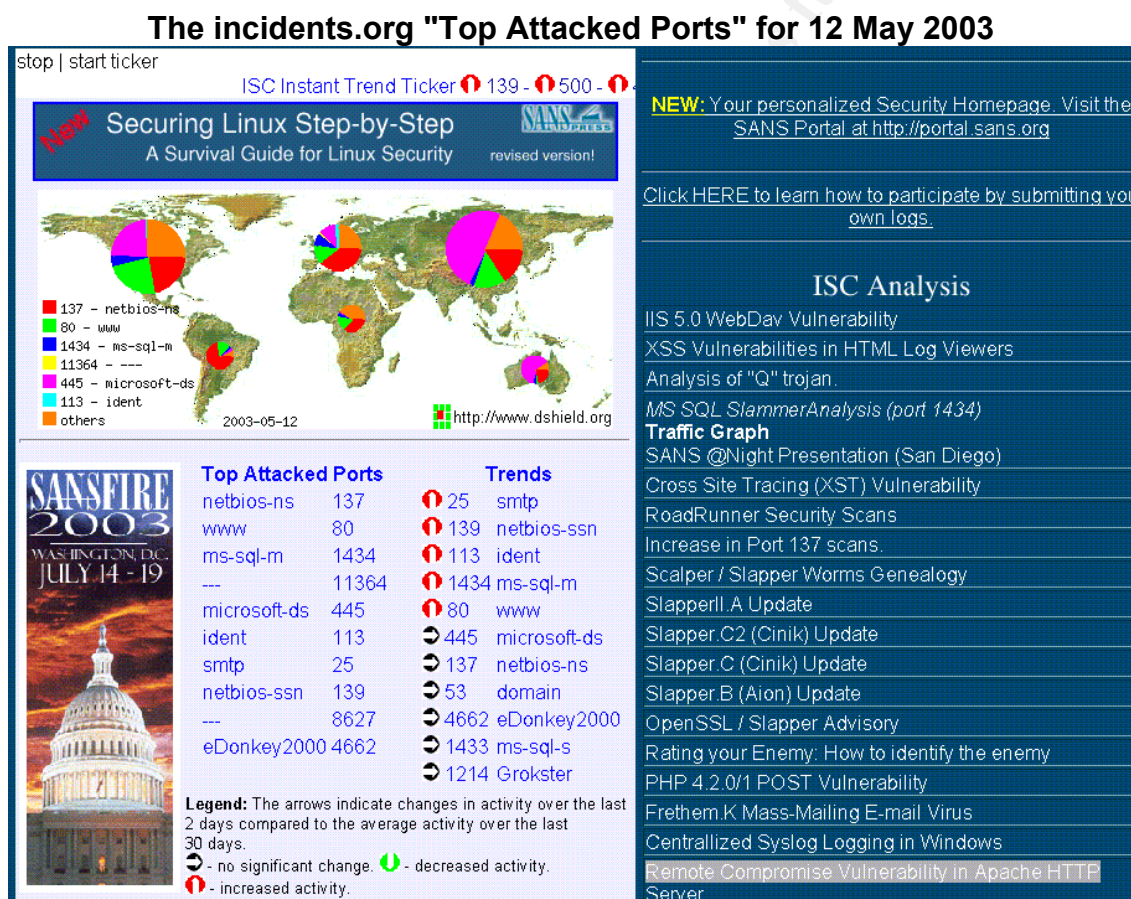 The incidents.org "Top Attacked Ports" for 12 May 2003
stop | start ticker
ISC Instant Trend Ticker 139 - 500 -
New
Securing Linux Step-by-Step
A Survival Guide for Linux Security revised version!
SANS PRESS
137 - netbios-ns
80 - www
1434 - ms-sql-m
11364 - ---
445 - microsoft-ds
113 - ident
others
2003-05-12
http://www.dshield.org
SANSFIRE
2003
WASHINGTON, D.C.
JULY 14 - 19
Top Attacked Ports Trends
netbios-ns 137 25 smtp
www 80 139 netbios-ssn
ms-sql-m 1434 113 ident
--- 11364 1434 ms-sql-m
microsoft-ds 445 80 www
ident 113 445 microsoft-ds
smtp 25 137 netbios-ns
netbios-ssn 139 53 domain
--- 8627 4662 eDonkey2000
eDonkey2000 4662 1433 ms-sql-s
1214 Grokster
Legend: The arrows indicate changes in activity over the last
2 days compared to the average activity over the last
30 days.
- no significant change. - decreased activity.
- increased activity.
NEW: Your personalized Security Homepage. Visit the
SANS Portal at http://portal.sans.org
Click HERE to learn how to participate by submitting you
own logs.
ISC Analysis
IIS 5.0 WebDav Vulnerability
XSS Vulnerabilities in HTML Log Viewers
Analysis of "Q" trojan.
MS SQL SlammerAnalysis (port 1434)
Traffic Graph
SANS @Night Presentation (San Diego)
Cross Site Tracing (XST) Vulnerability
RoadRunner Security Scans
Increase in Port 137 scans.
Scalper / Slapper Worms Genealogy
SlapperII.A Update
Slapper.C2 (Cinik) Update
Slapper.C (Cinik) Update
Slapper.B (Aion) Update
OpenSSL / Slapper Advisory
Rating your Enemy: How to identify the enemy
PHP 4.2.0/1 POST Vulnerability
Frethem.K Mass-Mailing E-mail Virus
Centrallized Syslog Logging in Windows
Remote Compromise Vulnerability in Apache HTTP
Server